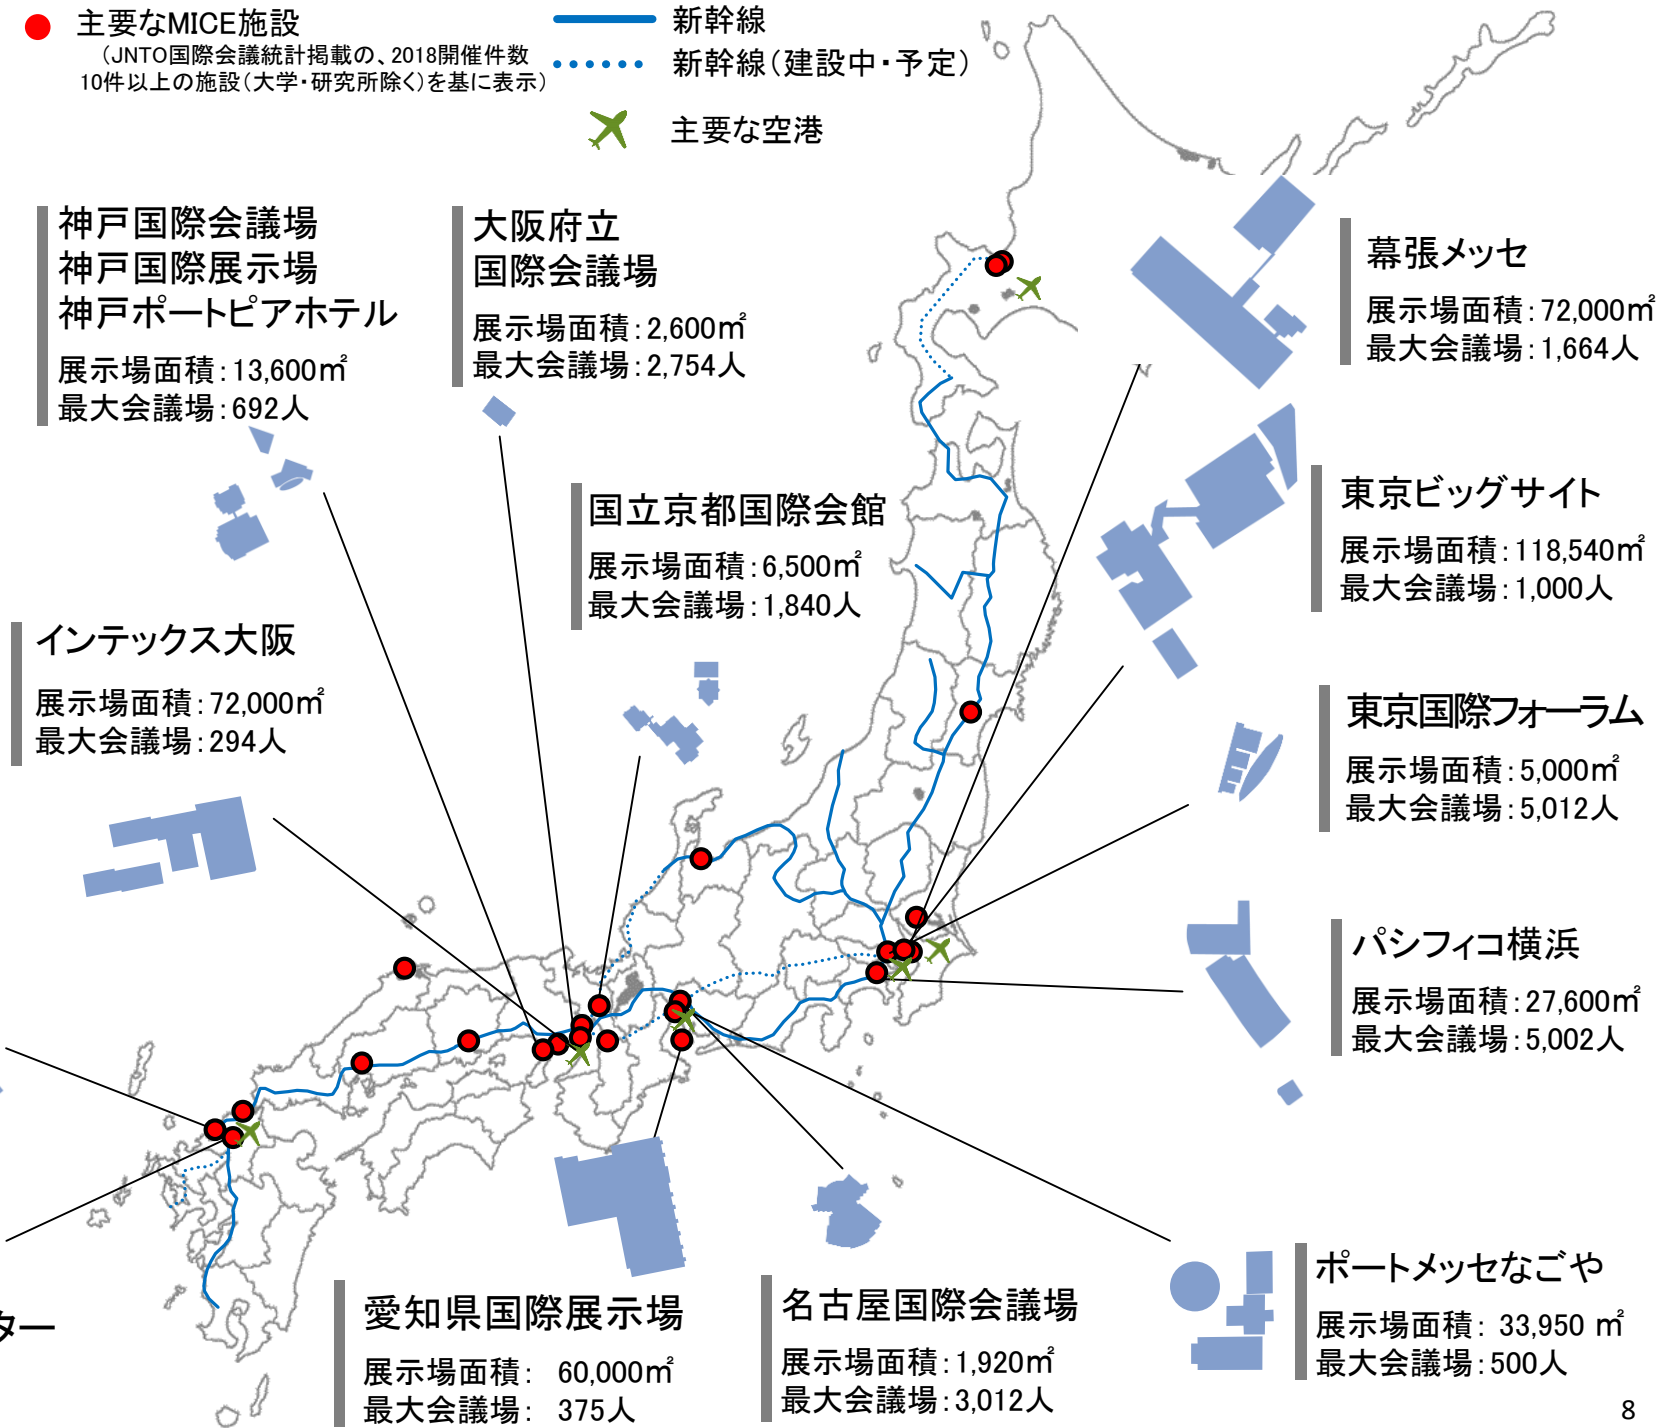 主要なMICE施設
（JNTO国際会議統計掲載の、2018開催件数
10件以上の施設（大学・研究所除く）を基に表示）
新幹線
新幹線（建設中・予定）
主要な空港
神戸国際会議場
神戸国際展示場
神戸ポートピアホテル
展示場面積：13,600㎡
最大会議場：692人
大阪府立
国際会議場
展示場面積：2,600㎡
最大会議場：2,754人
幕張メッセ
展示場面積：72,000㎡
最大会議場：1,664人
国立京都国際会館
展示場面積：6,500㎡
最大会議場：1,840人
東京ビッグサイト
展示場面積：118,540㎡
最大会議場：1,000人
インテックス大阪
展示場面積：72,000㎡
最大会議場：294人
東京国際フォーラム
展示場面積：5,000㎡
最大会議場：5,012人
パシフィコ横浜
展示場面積：27,600㎡
最大会議場：5,002人
ター
愛知県国際展示場
展示場面積： 60,000㎡
最大会議場： 375人
名古屋国際会議場
展示場面積：1,920㎡
最大会議場：3,012人
ポートメッセなごや
展示場面積： 33,950 ㎡
最大会議場：500人
8